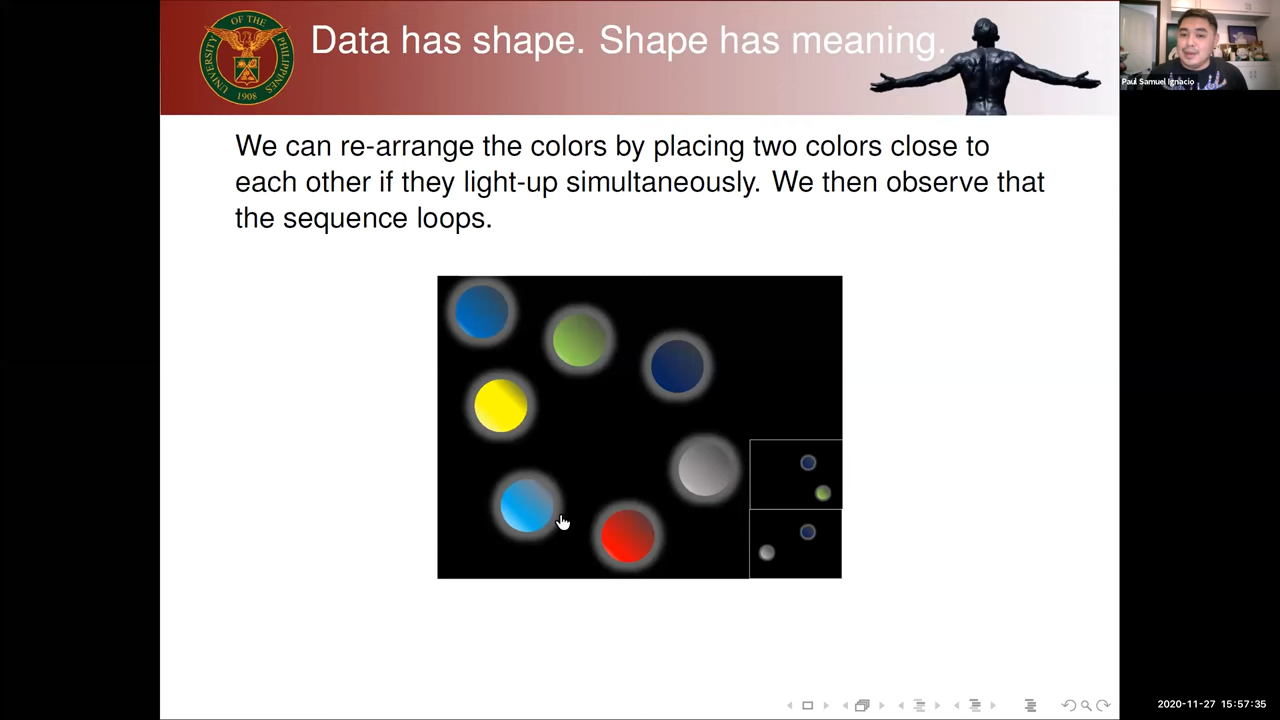 Data has shape. Shape has meaning.
UNIVERSITY OF THE PHILIPPINES
1908
Paul Samuel Ignacio
We can re-arrange the colors by placing two colors close to
each other if they light-up simultaneously. We then observe that
the sequence loops.
2020-11-27 15:57:35